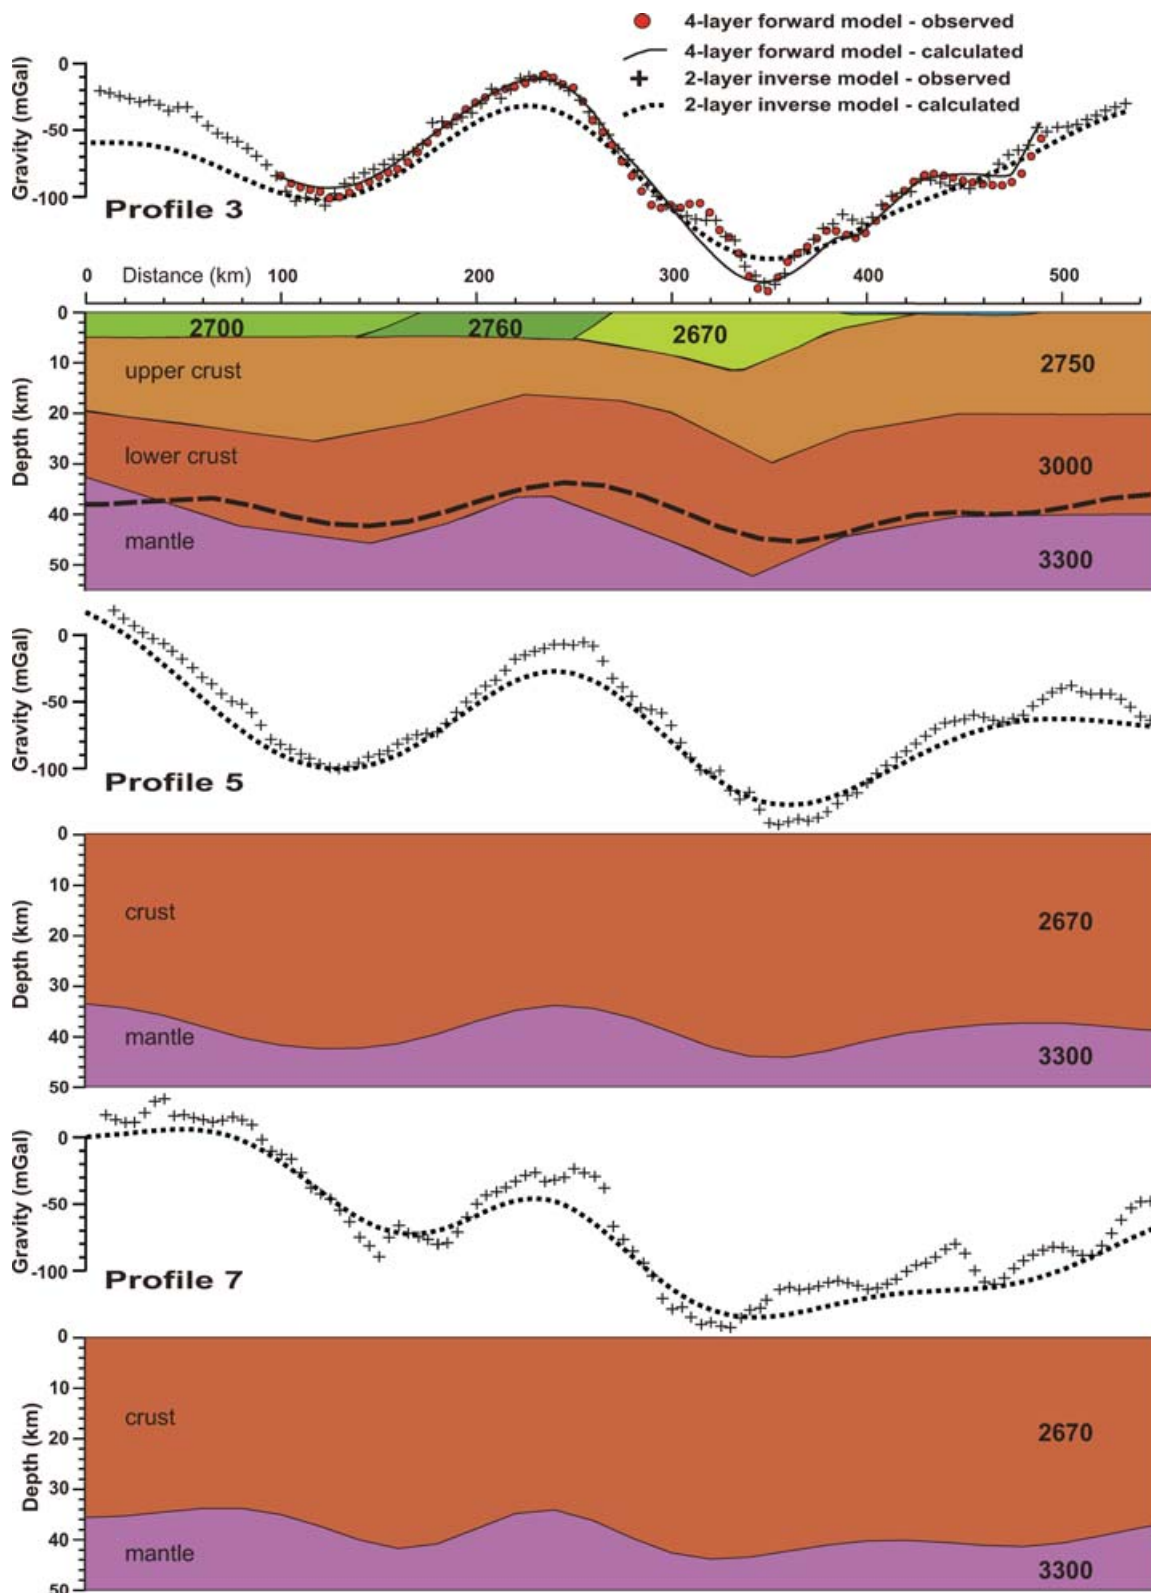 4-layer forward model - observed
4-layer forward model - calculated
2-layer inverse model - observed
2-layer inverse model - calculated
Gravity (mGal)
0
-50
-100
Profile 3
0 Distance (km) 100 200 300 400 500
Depth (km)
0
10
20
30
40
50
2700 2760 2670
upper crust 2750
lower crust 3000
mantle 3300
Gravity (mGal)
0
-50
-100
Profile 5
Depth (km)
0
10
20
30
40
50
crust 2670
mantle 3300
Gravity (mGal)
0
-50
-100
Profile 7
Depth (km)
0
10
20
30
40
50
crust 2670
mantle 3300